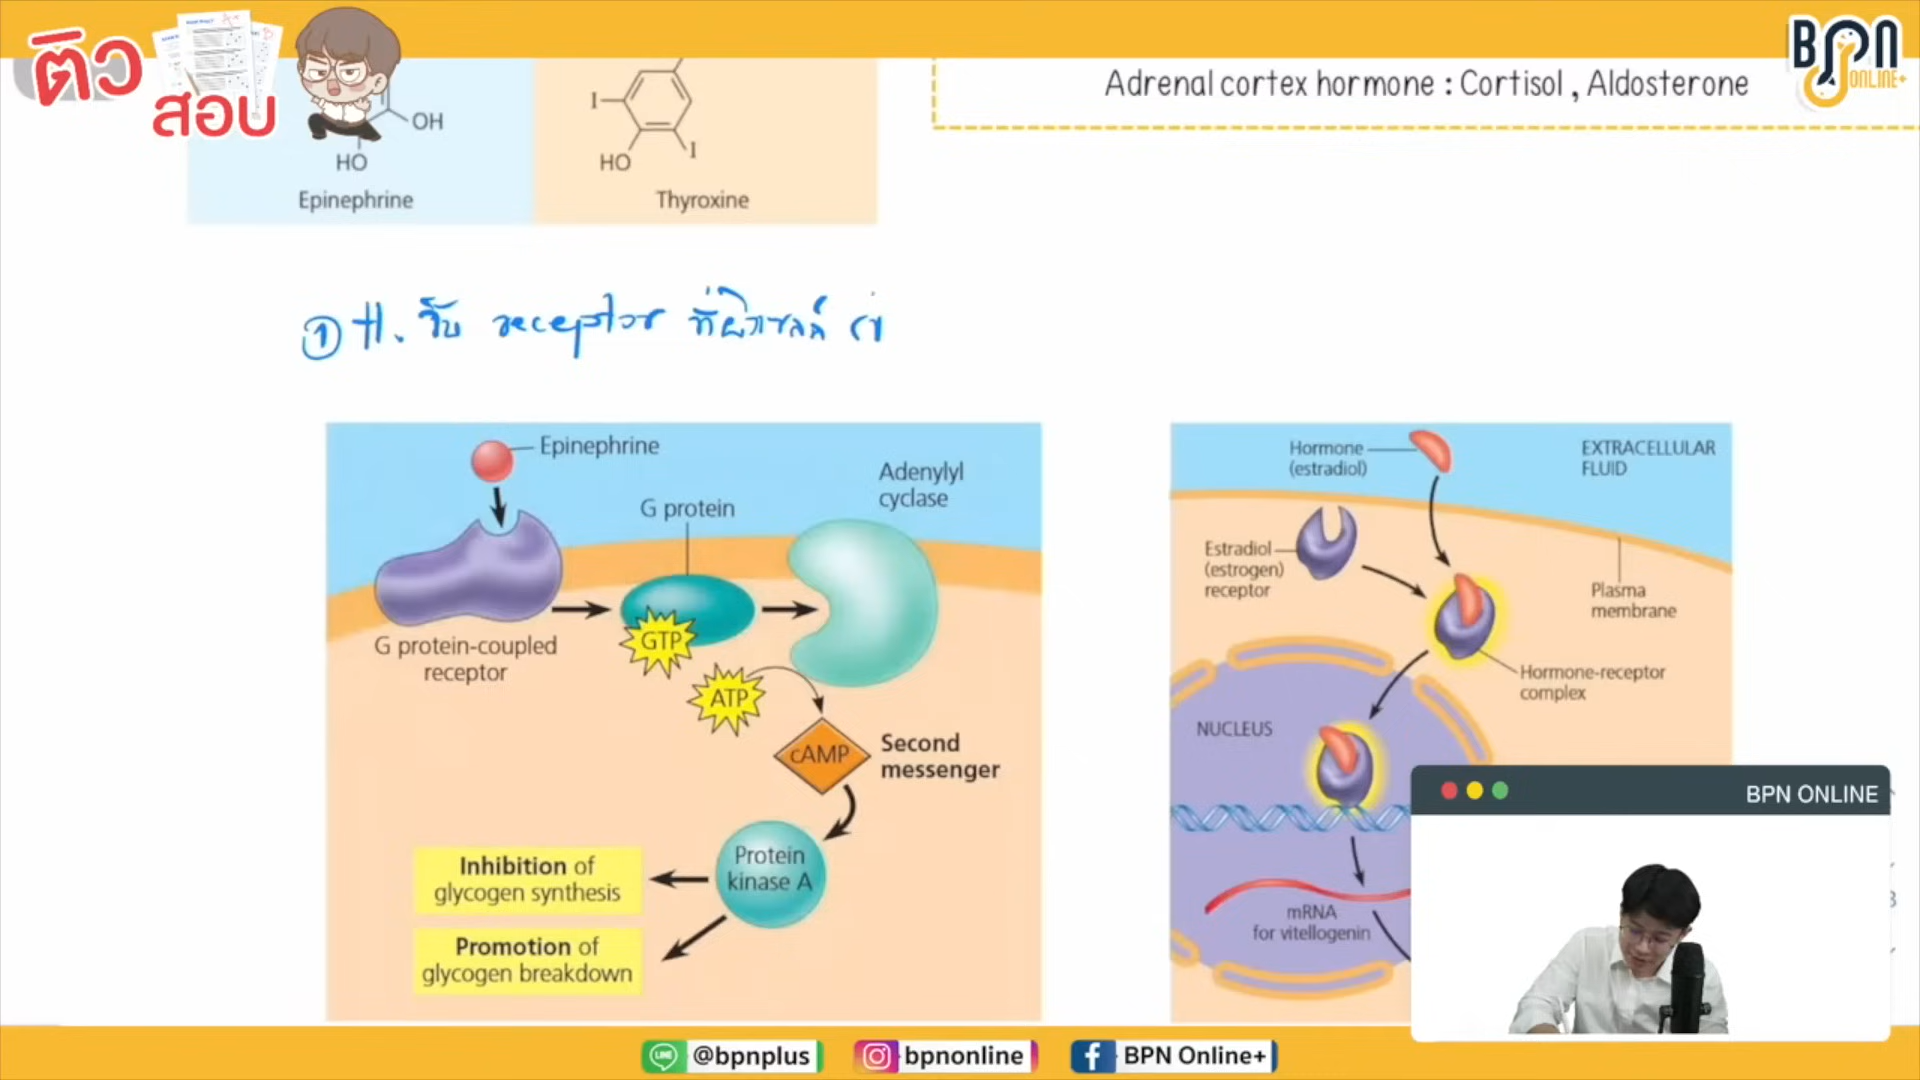 ติว
สอบ
BPN
ONLINE+
Adrenal cortex hormone : Cortisol , Aldosterone
OH
HO
Epinephrine
I
HO
I
Thyroxine
① H. จับ receptor ที่ผิวเซลล์
Epinephrine
G protein
Adenylyl
cyclase
G protein-coupled
receptor
GTP
ATP
cAMP
Second
messenger
Protein
kinase A
Inhibition of
glycogen synthesis
Promotion of
glycogen breakdown
Hormone
(estradiol)
EXTRACELLULAR
FLUID
Estradiol
(estrogen)
receptor
Plasma
membrane
Hormone-receptor
complex
NUCLEUS
mRNA
for vitellogenin
BPN ONLINE
LINE
@bpnplus
bpnonline
BPN Online+